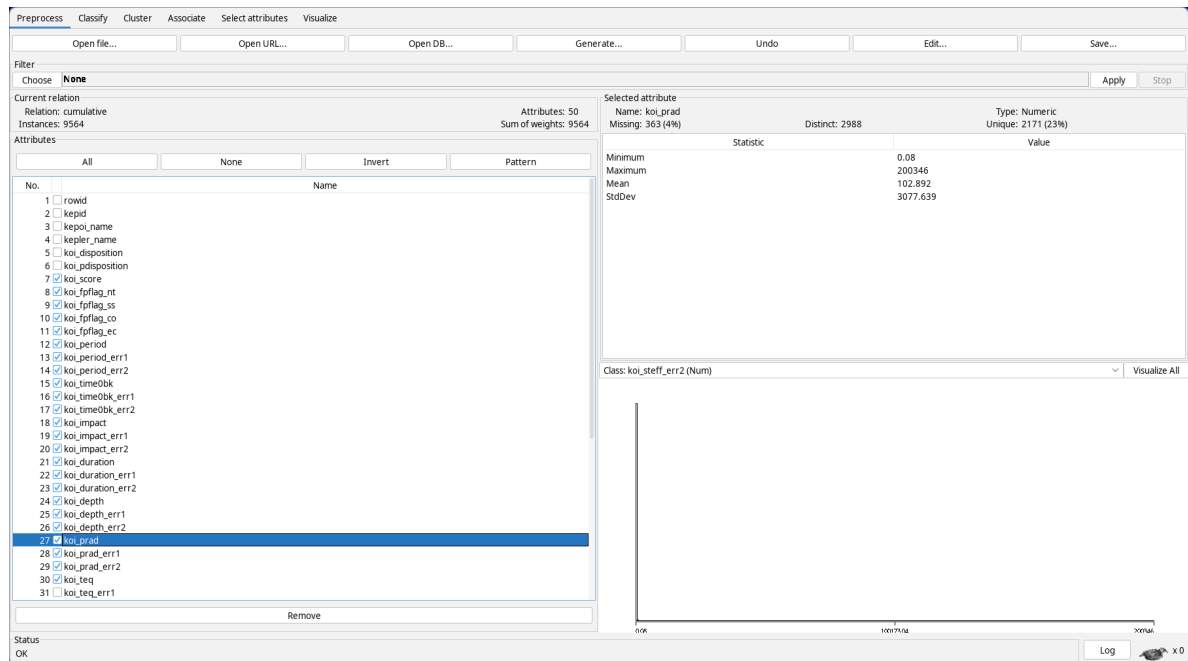 Preprocess Classify Cluster Associate Select attributes Visualize
Open file... Open URL... Open DB... Generate... Undo Edit... Save...
Filter
Choose None Apply Stop
Current relation
Relation: cumulative Attributes: 50
Instances: 9564 Sum of weights: 9564
Attributes
All None Invert Pattern
No. Name
1 rowid
2 kepid
3 kepoi_name
4 kepler_name
5 koi_disposition
6 koi_pdisposition
7 koi_score
8 koi_fpflag_nt
9 koi_fpflag_ss
10 koi_fpflag_co
11 koi_fpflag_ec
12 koi_period
13 koi_period_err1
14 koi_period_err2
15 koi_time0bk
16 koi_time0bk_err1
17 koi_time0bk_err2
18 koi_impact
19 koi_impact_err1
20 koi_impact_err2
21 koi_duration
22 koi_duration_err1
23 koi_duration_err2
24 koi_depth
25 koi_depth_err1
26 koi_depth_err2
27 koi_prad
28 koi_prad_err1
29 koi_prad_err2
30 koi_teq
31 koi_teq_err1
Remove
Selected attribute
Name: koi_prad Type: Numeric
Missing: 363 (4%) Distinct: 2988 Unique: 2171 (23%)
Statistic Value
Minimum 0.08
Maximum 200346
Mean 102.892
StdDev 3077.639
Class: koi_steff_err2 (Num) Visualize All
0.08 100173.04 200346
Status
OK Log x 0